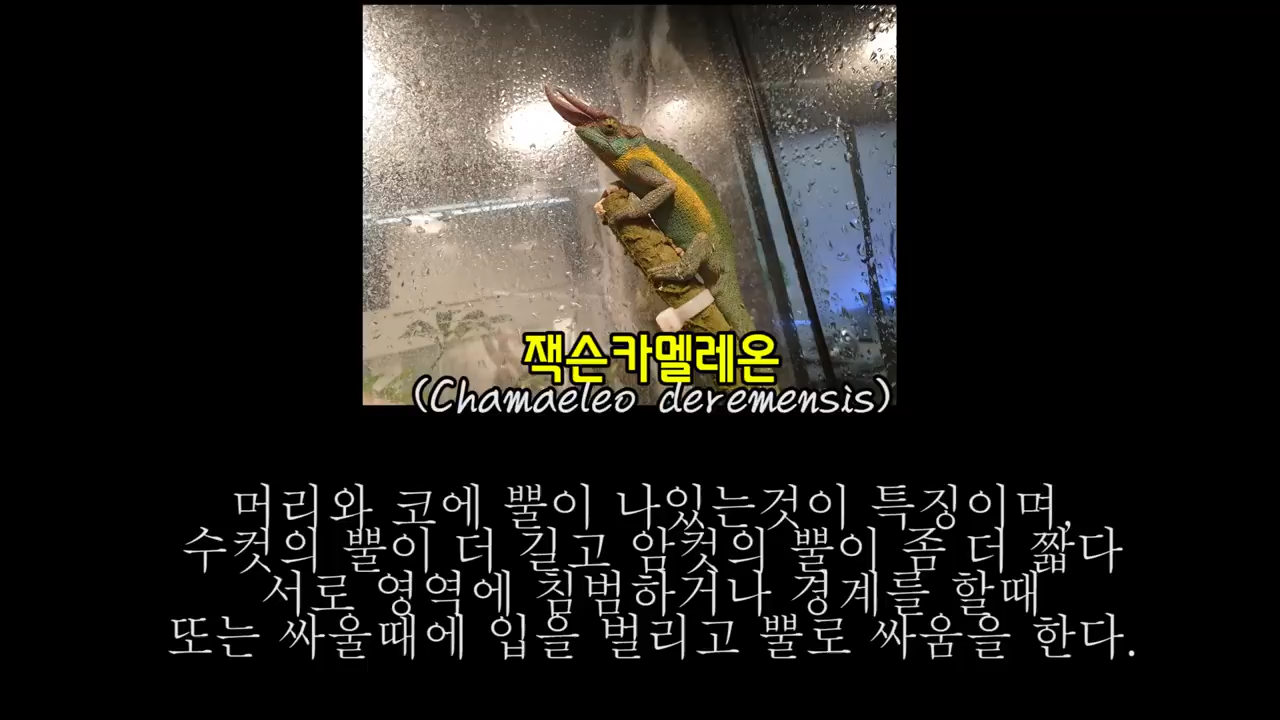 잭슨카멜레온
(Chamaeleo deremensis)
머리와 코에 뿔이 나있는것이 특징이며,
수컷의 뿔이 더 길고 암컷의 뿔이 좀 더 짧다
서로 영역에 침범하거나 경계를 할때
또는 싸울때에 입을 벌리고 뿔로 싸움을 한다.